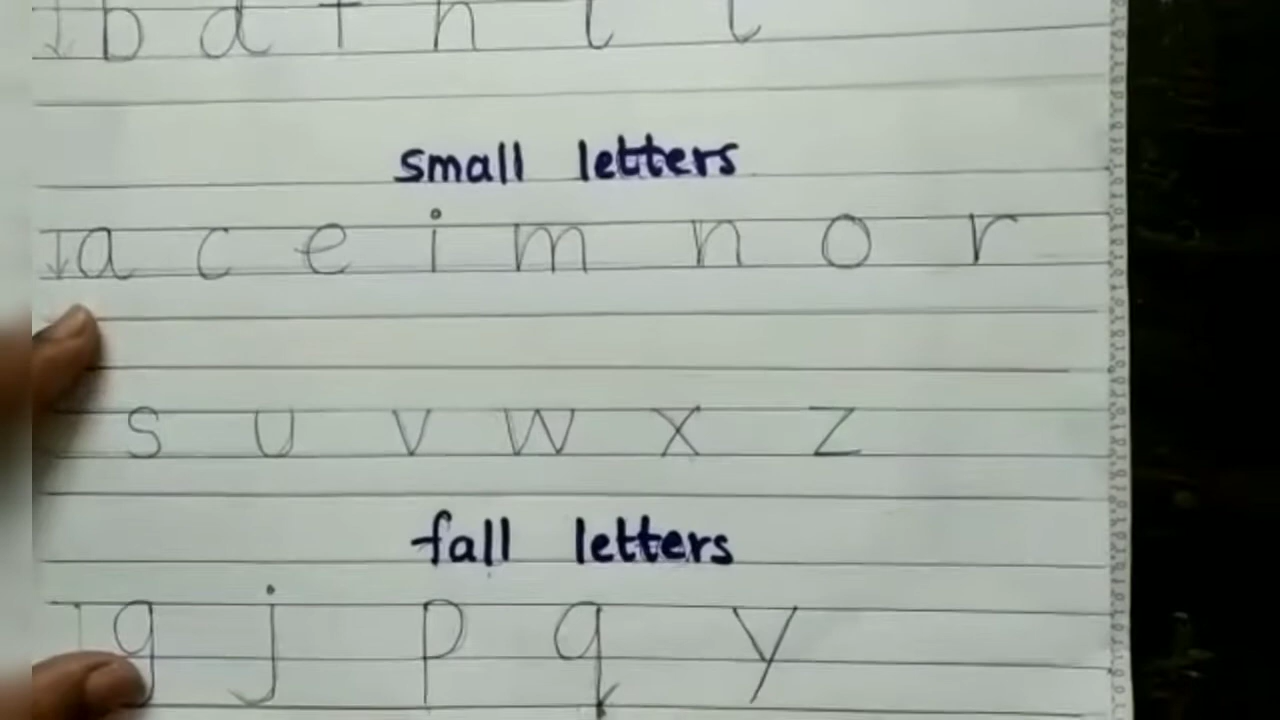 b d h
small letters
a c e i m n o r
s u v w x z
fall letters
g j p q y